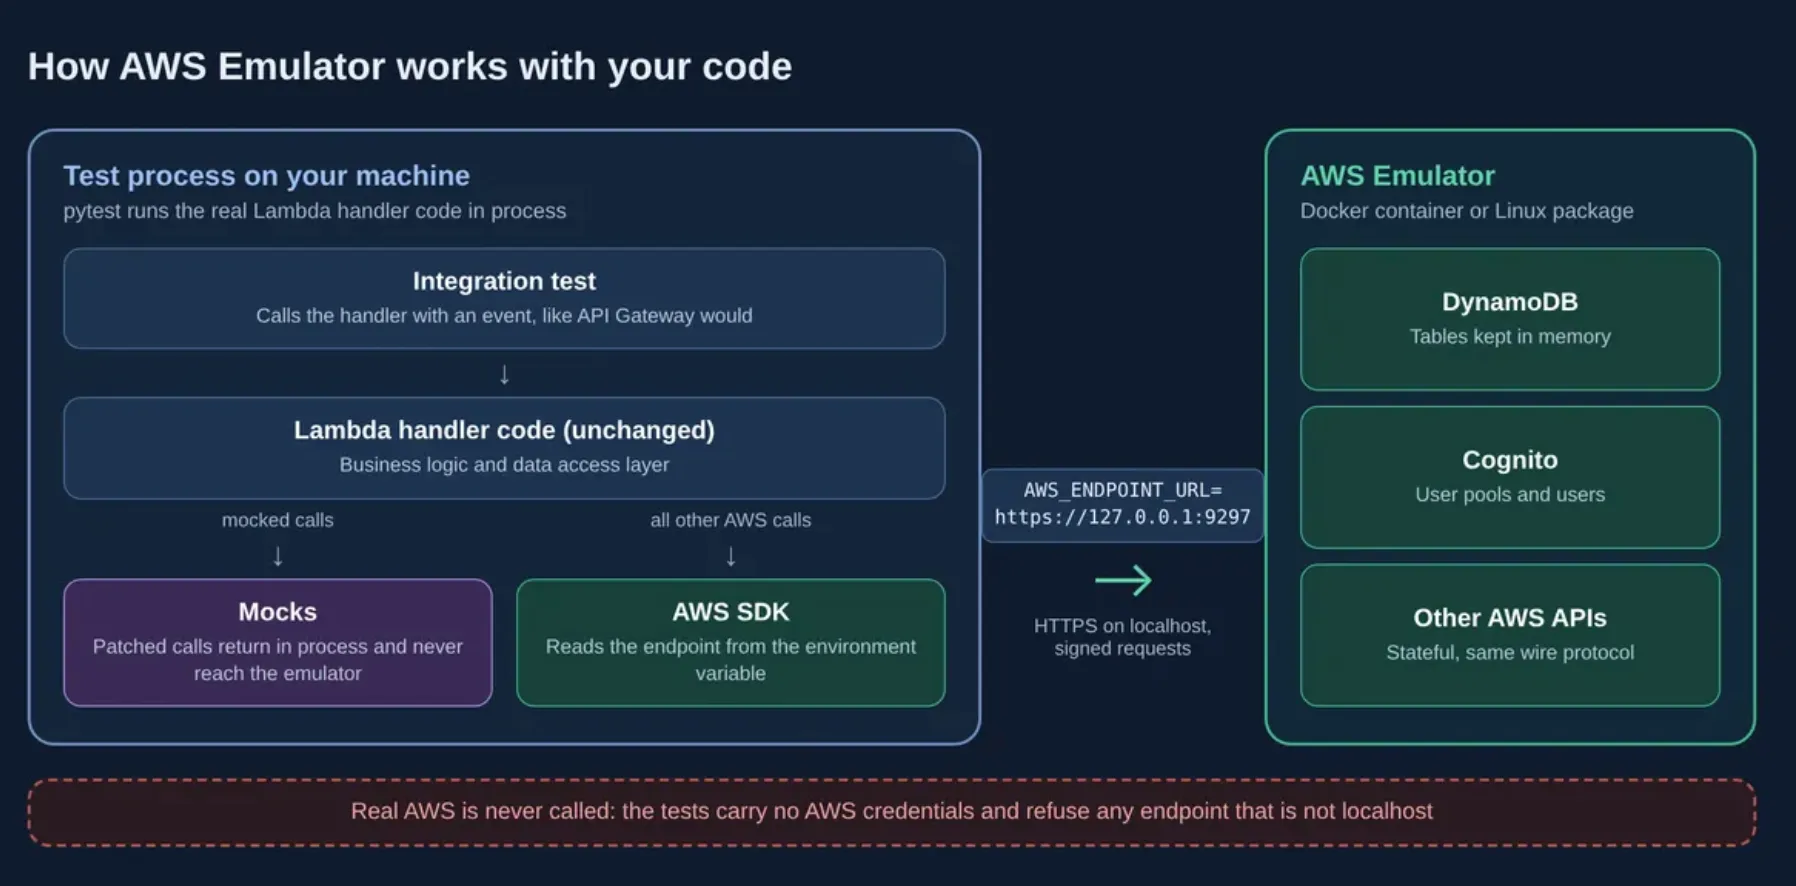 How AWS Emulator works with your code
Test process on your machine
pytest runs the real Lambda handler code in process
Integration test
Calls the handler with an event, like API Gateway would
↓
Lambda handler code (unchanged)
Business logic and data access layer
mocked calls
↓
Mocks
Patched calls return in process and never
reach the emulator
all other AWS calls
↓
AWS SDK
Reads the endpoint from the environment
variable
AWS_ENDPOINT_URL=
https://127.0.0.1:9297
→
HTTPS on localhost,
signed requests
AWS Emulator
Docker container or Linux package
DynamoDB
Tables kept in memory
Cognito
User pools and users
Other AWS APIs
Stateful, same wire protocol
Real AWS is never called: the tests carry no AWS credentials and refuse any endpoint that is not localhost